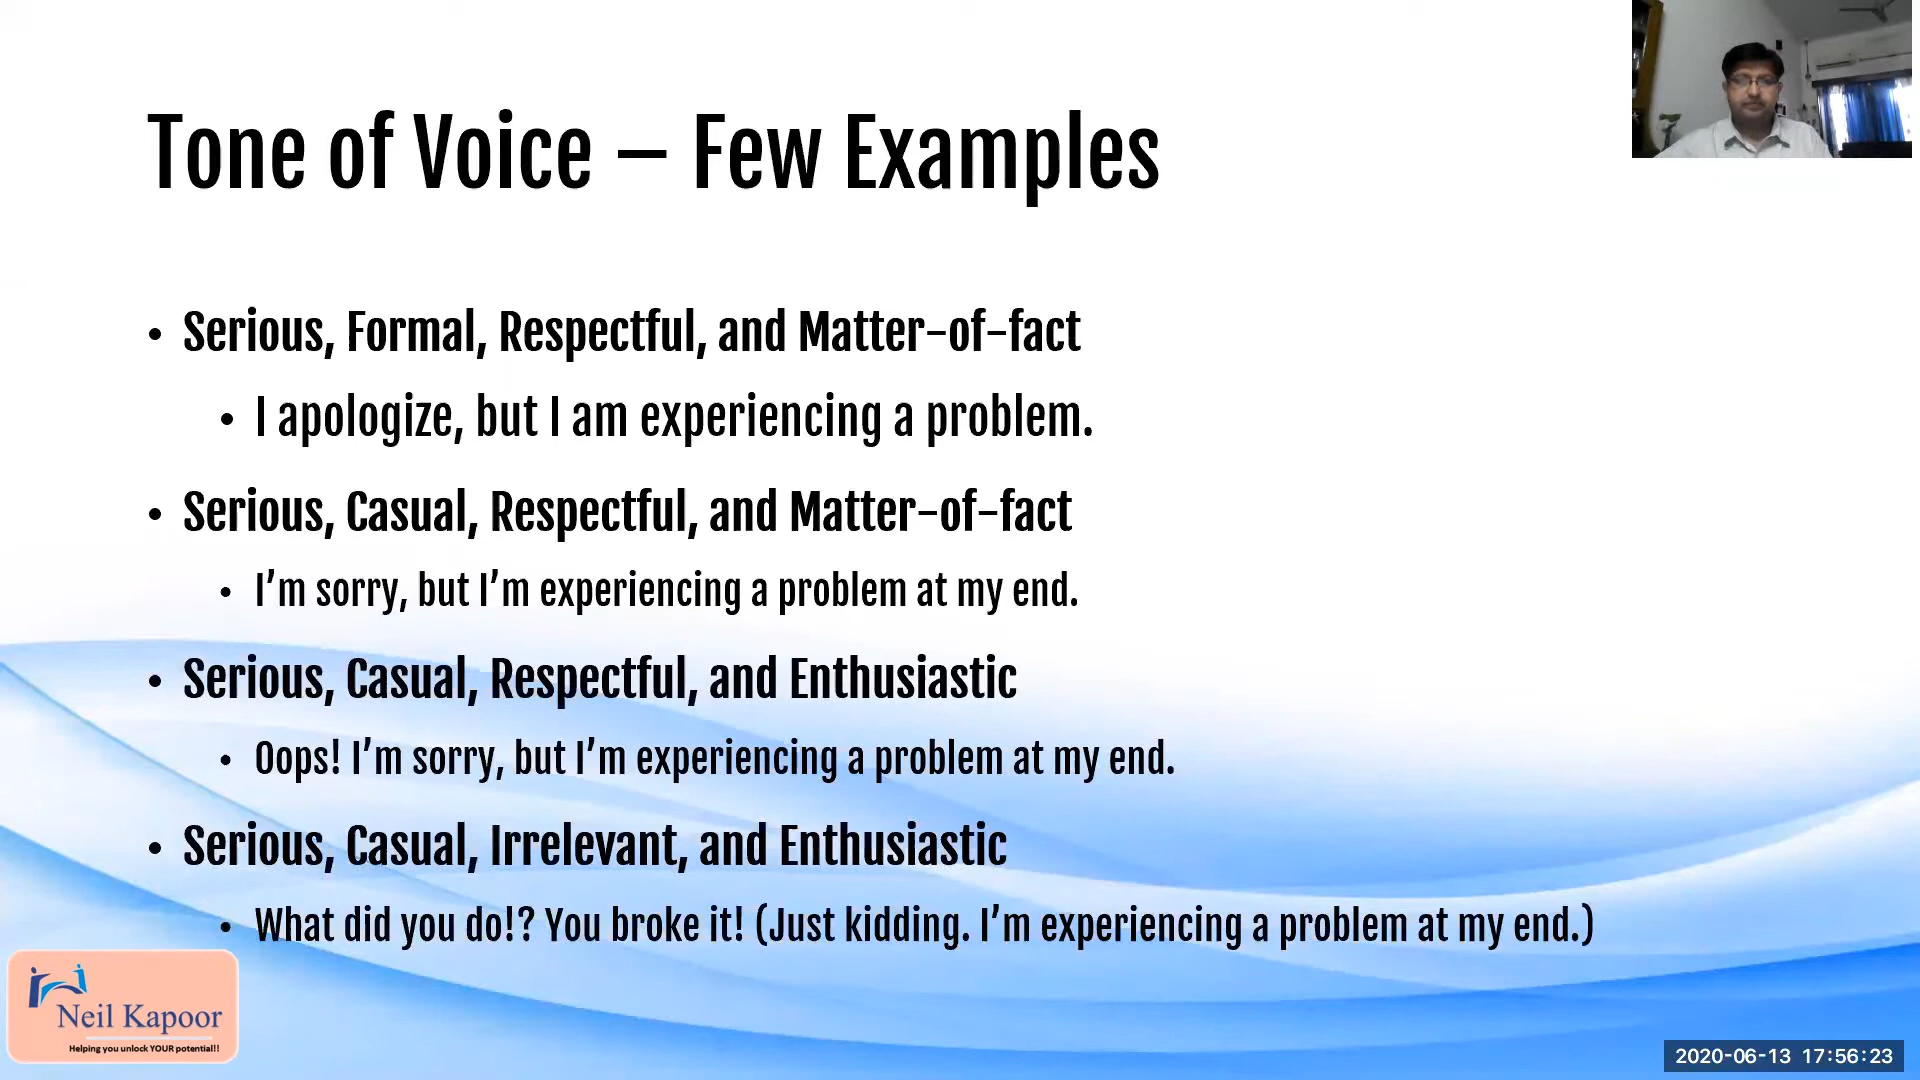 Tone of Voice – Few Examples
• Serious, Formal, Respectful, and Matter-of-fact
• I apologize, but I am experiencing a problem.
• Serious, Casual, Respectful, and Matter-of-fact
• I’m sorry, but I’m experiencing a problem at my end.
• Serious, Casual, Respectful, and Enthusiastic
• Oops! I’m sorry, but I’m experiencing a problem at my end.
• Serious, Casual, Irrelevant, and Enthusiastic
• What did you do!? You broke it! (Just kidding. I’m experiencing a problem at my end.)
Neil Kapoor
Helping you unlock YOUR potential!!
2020-06-13 17:56:23